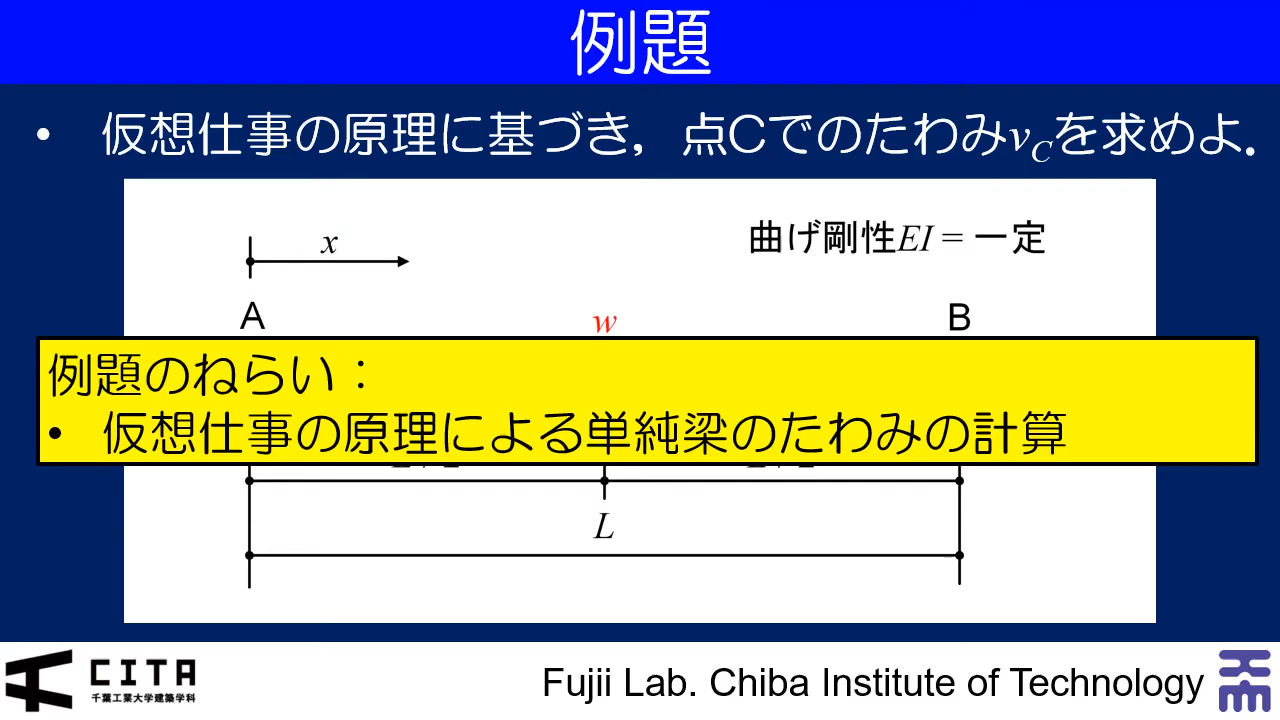 例題
• 仮想仕事の原理に基づき，点CでのたわみvCを求めよ．
曲げ剛性EI = 一定
x
A
w
B
例題のねらい：
• 仮想仕事の原理による単純梁のたわみの計算
L
CITA
千葉工業大学建築学科
Fujii Lab. Chiba Institute of Technology